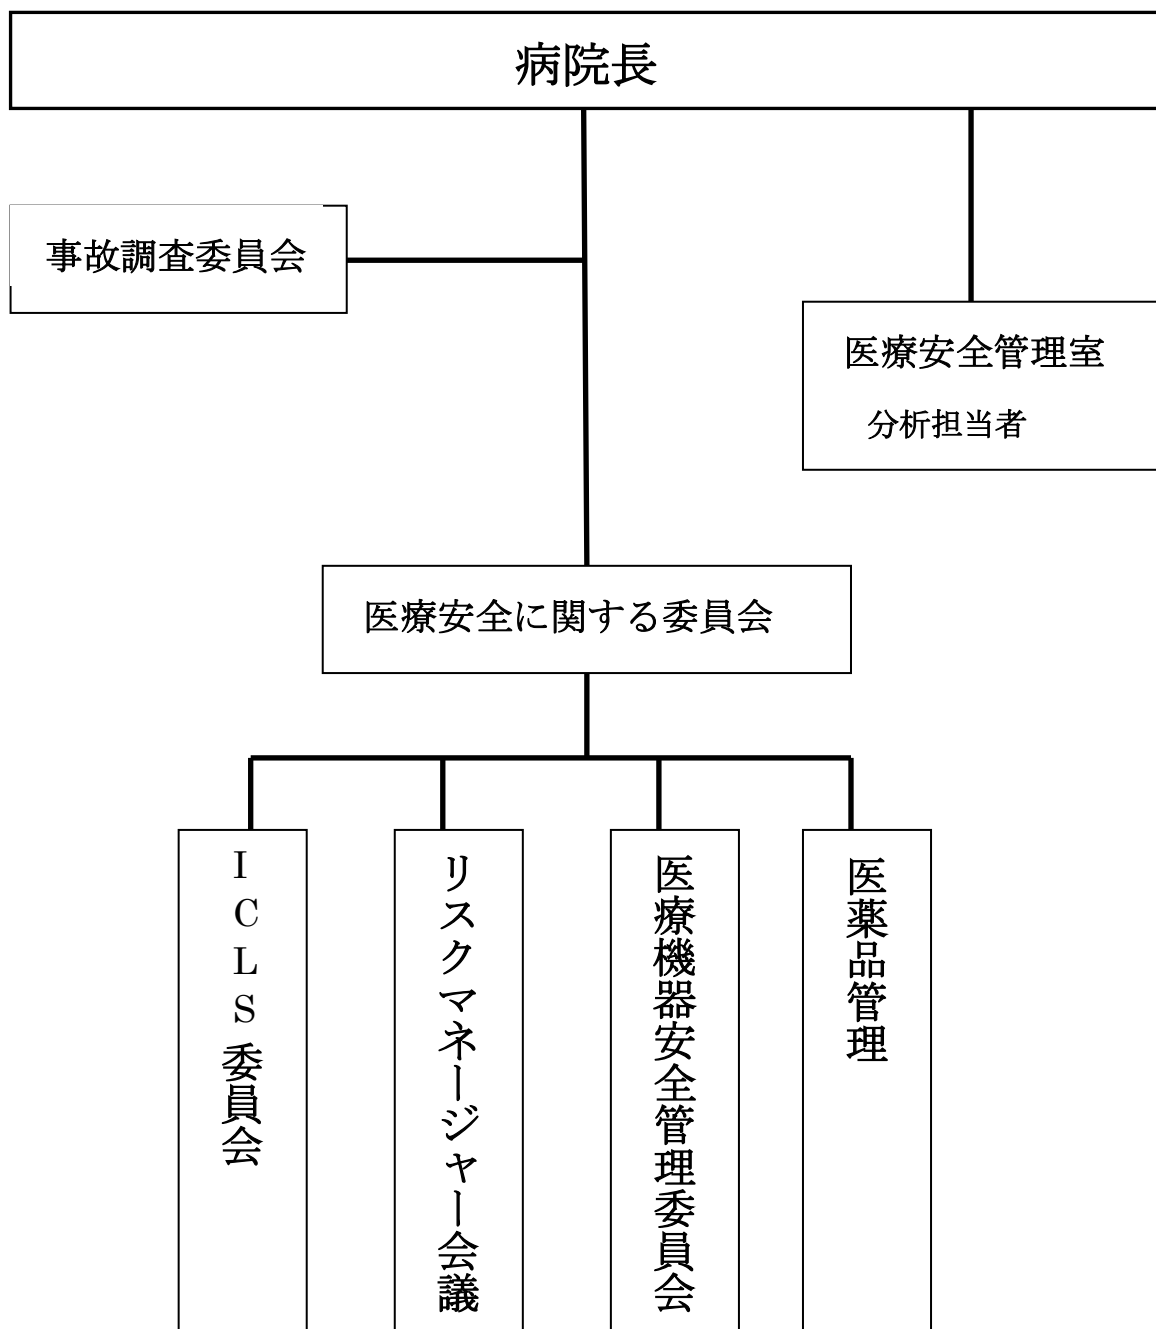 病院長
事故調査委員会
医療安全管理室
分析担当者
医療安全に関する委員会
ICLS委員会
リスクマネージャー会議
医療機器安全管理委員会
医薬品管理